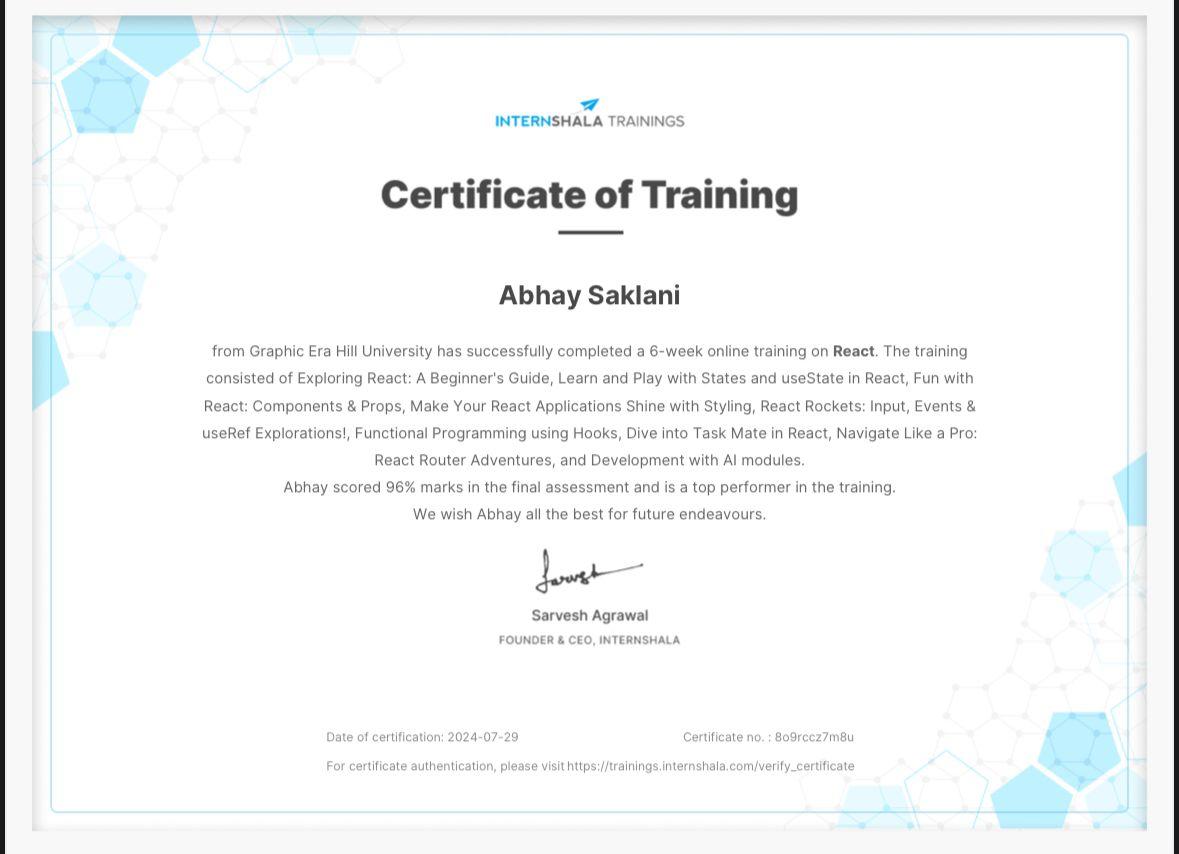 INTERNSHALA TRAININGS
Certificate of Training
Abhay Saklani
from Graphic Era Hill University has successfully completed a 6-week online training on React. The training
consisted of Exploring React: A Beginner's Guide, Learn and Play with States and useState in React, Fun with
React: Components & Props, Make Your React Applications Shine with Styling, React Rockets: Input, Events &
useRef Explorations!, Functional Programming using Hooks, Dive into Task Mate in React, Navigate Like a Pro:
React Router Adventures, and Development with AI modules.
Abhay scored 96% marks in the final assessment and is a top performer in the training.
We wish Abhay all the best for future endeavours.
Sarvesh
Sarvesh Agrawal
FOUNDER & CEO, INTERNSHALA
Date of certification: 2024-07-29 Certificate no. : 8o9rccz7m8u
For certificate authentication, please visit https://trainings.internshala.com/verify_certificate